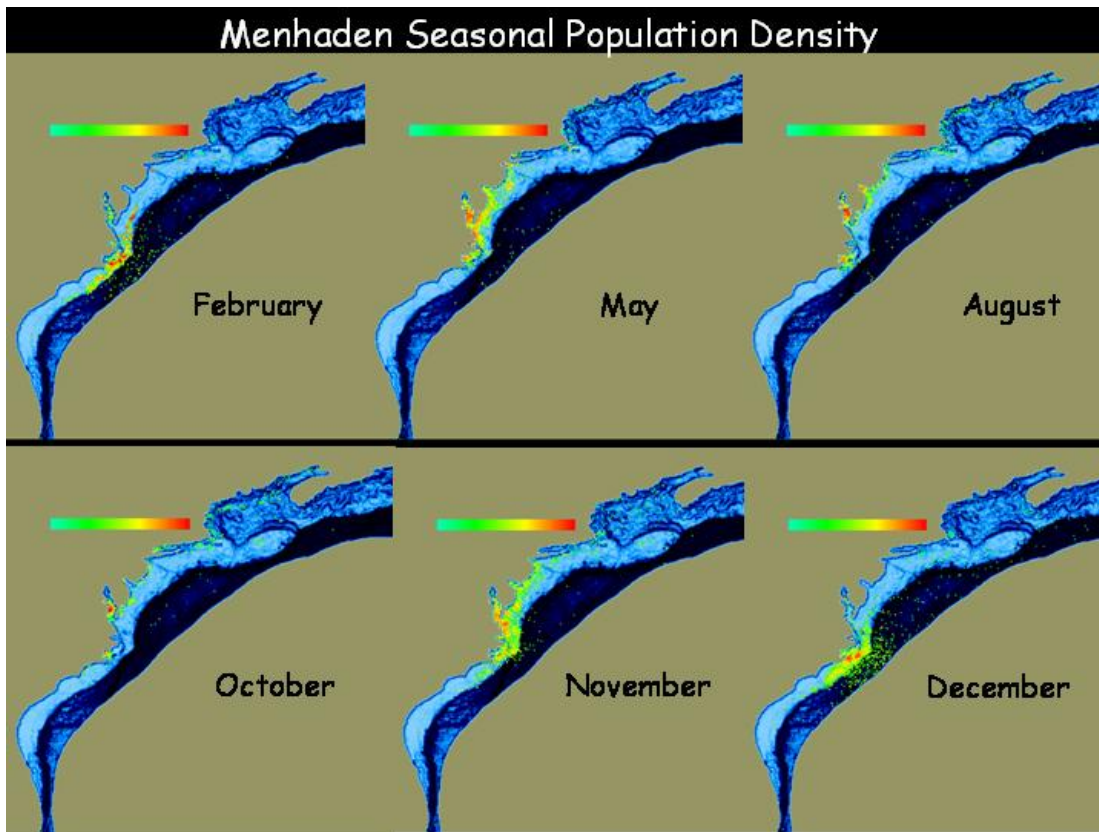 Menhaden Seasonal Population Density
February
May
August
October
November
December